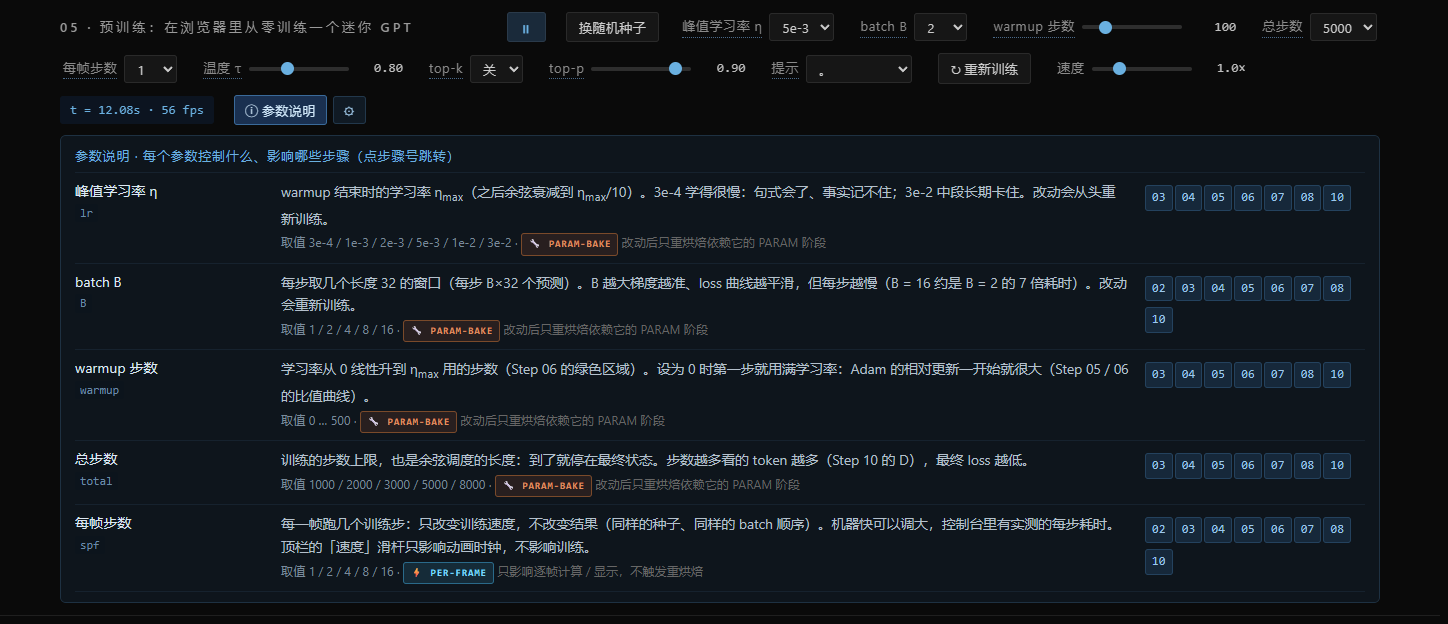 05 · 预训练：在浏览器里从零训练一个迷你 GPT
⏸
换随机种子
峰值学习率 η
5e-3
batch B
2
warmup 步数
100
总步数
5000
每帧步数
1
温度 τ
0.80
top-k
关
top-p
0.90
提示
。
↻ 重新训练
速度
1.0×
t = 12.08s · 56 fps
ⓘ 参数说明
⚙
参数说明 · 每个参数控制什么、影响哪些步骤（点步骤号跳转）
峰值学习率 η
lr
warmup 结束时的学习率 ηmax（之后余弦衰减到 ηmax/10）。3e-4 学得很慢：句式会了、事实记不住；3e-2 中段长期卡住。改动会从头重
新训练。
取值 3e-4 / 1e-3 / 2e-3 / 5e-3 / 1e-2 / 3e-2 · 🔧 PARAM-BAKE 改动后只重烘焙依赖它的 PARAM 阶段
03 04 05 06 07 08 10
batch B
B
每步取几个长度 32 的窗口（每步 B×32 个预测）。B 越大梯度越准、loss 曲线越平滑，但每步越慢（B = 16 约是 B = 2 的 7 倍耗时）。改动
会重新训练。
取值 1 / 2 / 4 / 8 / 16 · 🔧 PARAM-BAKE 改动后只重烘焙依赖它的 PARAM 阶段
02 03 04 05 06 07 08
10
warmup 步数
warmup
学习率从 0 线性升到 ηmax 用的步数（Step 06 的绿色区域）。设为 0 时第一步就用满学习率：Adam 的相对更新一开始就很大（Step 05 / 06
的比值曲线）。
取值 0 … 500 · 🔧 PARAM-BAKE 改动后只重烘焙依赖它的 PARAM 阶段
03 04 05 06 07 08 10
总步数
total
训练的步数上限，也是余弦调度的长度：到了就停在最终状态。步数越多看的 token 越多（Step 10 的 D），最终 loss 越低。
取值 1000 / 2000 / 3000 / 5000 / 8000 · 🔧 PARAM-BAKE 改动后只重烘焙依赖它的 PARAM 阶段
03 04 05 06 07 08 10
每帧步数
spf
每一帧跑几个训练步：只改变训练速度，不改变结果（同样的种子、同样的 batch 顺序）。机器快可以调大，控制台里有实测的每步耗时。
顶栏的「速度」滑杆只影响动画时钟，不影响训练。
取值 1 / 2 / 4 / 8 / 16 · ⚡ PER-FRAME 只影响逐帧计算 / 显示，不触发重烘焙
02 03 04 05 06 07 08
10